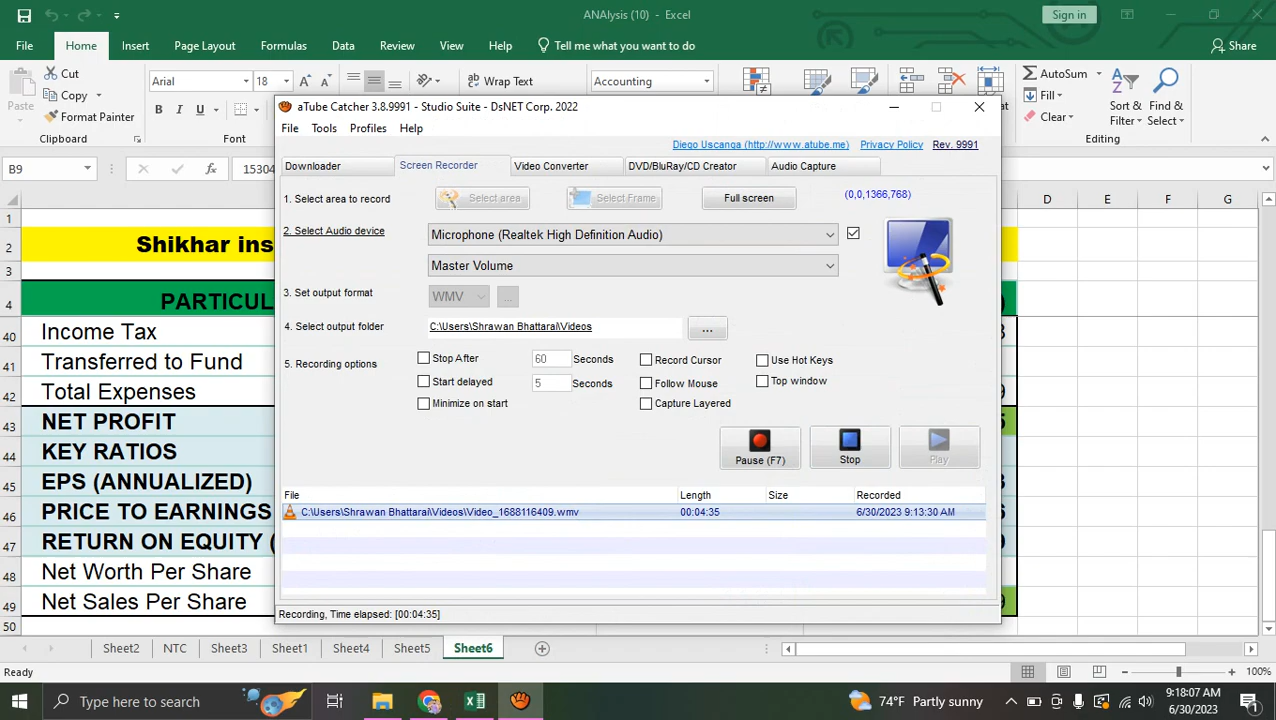 ANAlysis (10) - Excel
Sign in
File Home Insert Page Layout Formulas Data Review View Help Tell me what you want to do Share
Paste
Cut
Copy
Format Painter
Clipboard
Arial 18
B I U
Font
Wrap Text
Accounting
AutoSum
Fill
Clear
Sort & Filter
Find & Select
Editing
B9
fx
D E F G
1
2 Shikhar ins
3
4 PARTICUL
40 Income Tax
41 Transferred to Fund
42 Total Expenses
43 NET PROFIT
44 KEY RATIOS
45 EPS (ANNUALIZED)
46 PRICE TO EARNINGS
47 RETURN ON EQUITY (
48 Net Worth Per Share
49 Net Sales Per Share
50
aTube Catcher 3.8.9991 - Studio Suite - DsNET Corp. 2022
File Tools Profiles Help
Diego Uscanga (http://www.atube.me) Privacy Policy Rev. 9991
Downloader Screen Recorder Video Converter DVD/BluRay/CD Creator Audio Capture
1. Select area to record Select area Select Frame Full screen (0,0,1366,768)
2. Select Audio device Microphone (Realtek High Definition Audio)
Master Volume
3. Set output format WMV ...
4. Select output folder C:\Users\Shrawan Bhattarai\Videos ...
5. Recording options
Stop After 60 Seconds Record Cursor Use Hot Keys
Start delayed 5 Seconds Follow Mouse Top window
Minimize on start Capture Layered
Pause (F7) Stop Play
File Length Size Recorded
C:\Users\Shrawan Bhattarai\Videos\Video_1688116409.wmv 00:04:35 6/30/2023 9:13:30 AM
Recording, Time elapsed: [00:04:35]
Sheet2 NTC Sheet3 Sheet1 Sheet4 Sheet5 Sheet6
Ready 100%
Type here to search
74°F Partly sunny
9:18:07 AM
6/30/2023
1